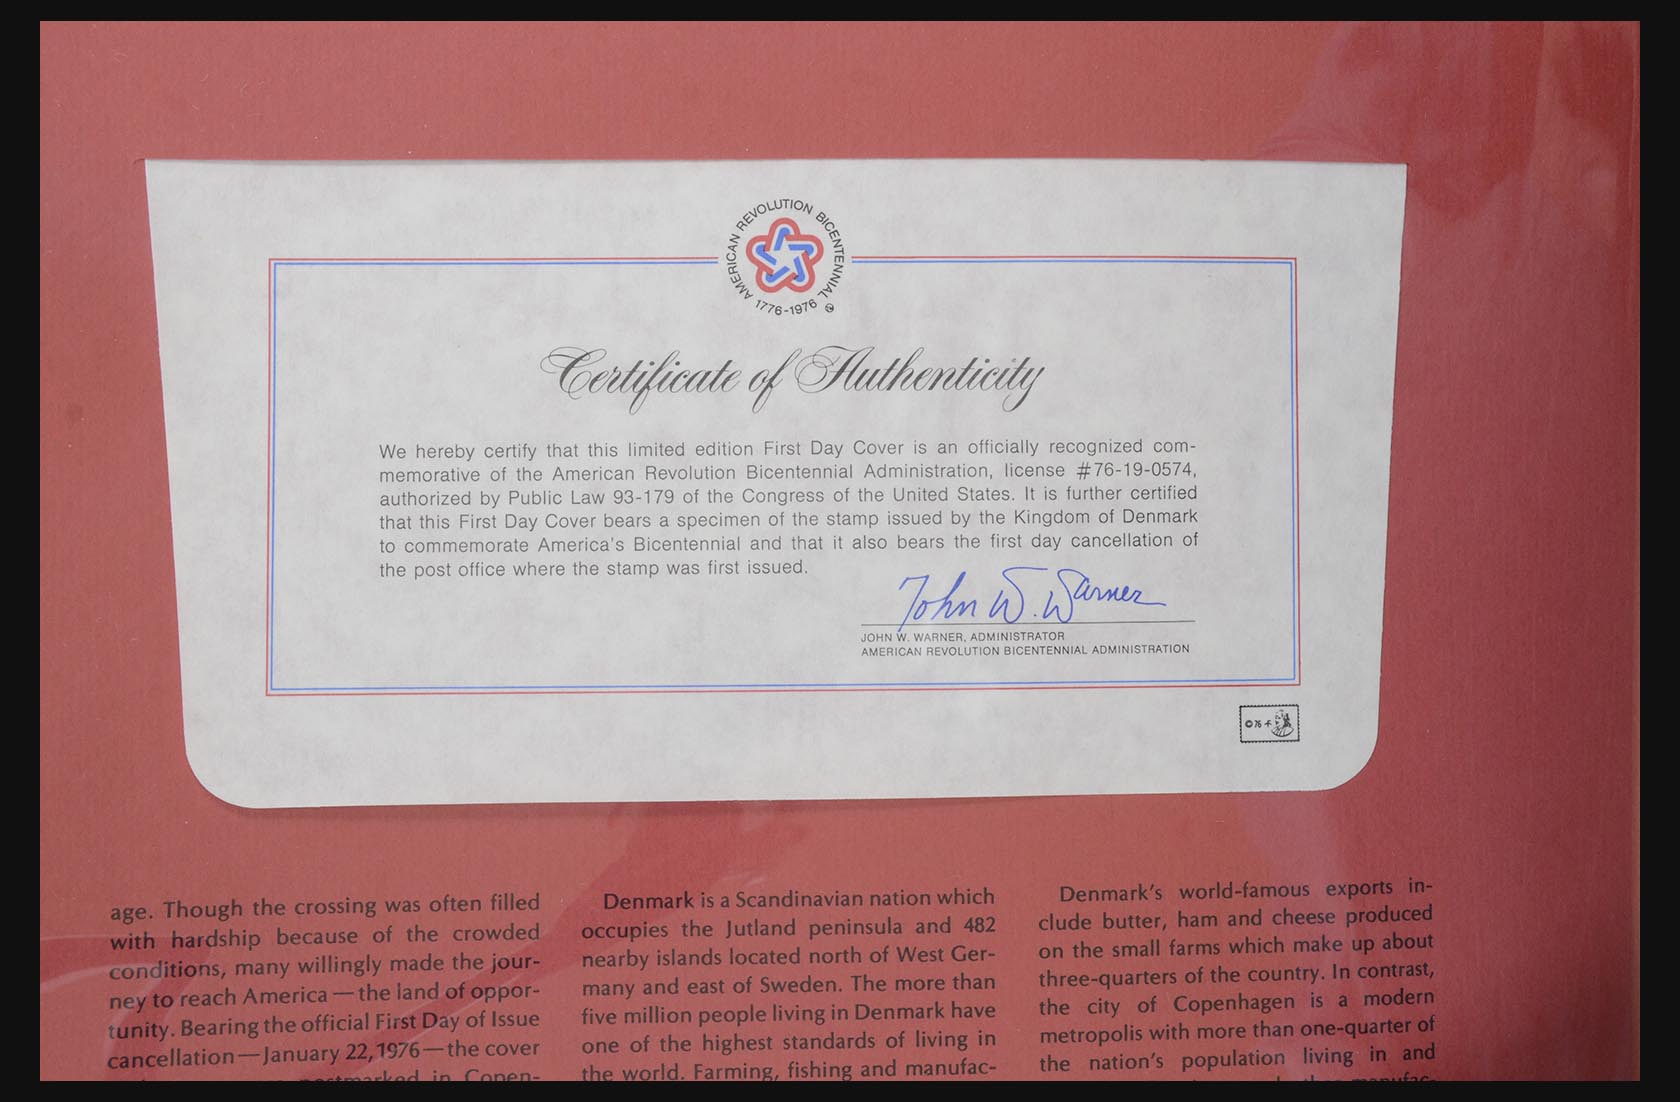 AMERICAN REVOLUTION BICENTENNIAL
1776-1976
Certificate of Authenticity
We hereby certify that this limited edition First Day Cover is an officially recognized com-
memorative of the American Revolution Bicentennial Administration, license #76-19-0574,
authorized by Public Law 93-179 of the Congress of the United States. It is further certified
that this First Day Cover bears a specimen of the stamp issued by the Kingdom of Denmark
to commemorate America's Bicentennial and that it also bears the first day cancellation of
the post office where the stamp was first issued.
John W. Warner
JOHN W. WARNER, ADMINISTRATOR
AMERICAN REVOLUTION BICENTENNIAL ADMINISTRATION
©76
age. Though the crossing was often filled
with hardship because of the crowded
conditions, many willingly made the jour-
ney to reach America—the land of oppor-
tunity. Bearing the official First Day of Issue
cancellation—January 22, 1976—the cover
postmarked in Copen-
Denmark is a Scandinavian nation which
occupies the Jutland peninsula and 482
nearby islands located north of West Ger-
many and east of Sweden. The more than
five million people living in Denmark have
one of the highest standards of living in
the world. Farming, fishing and manufac-
Denmark's world-famous exports in-
clude butter, ham and cheese produced
on the small farms which make up about
three-quarters of the country. In contrast,
the city of Copenhagen is a modern
metropolis with more than one-quarter of
the nation's population living in and